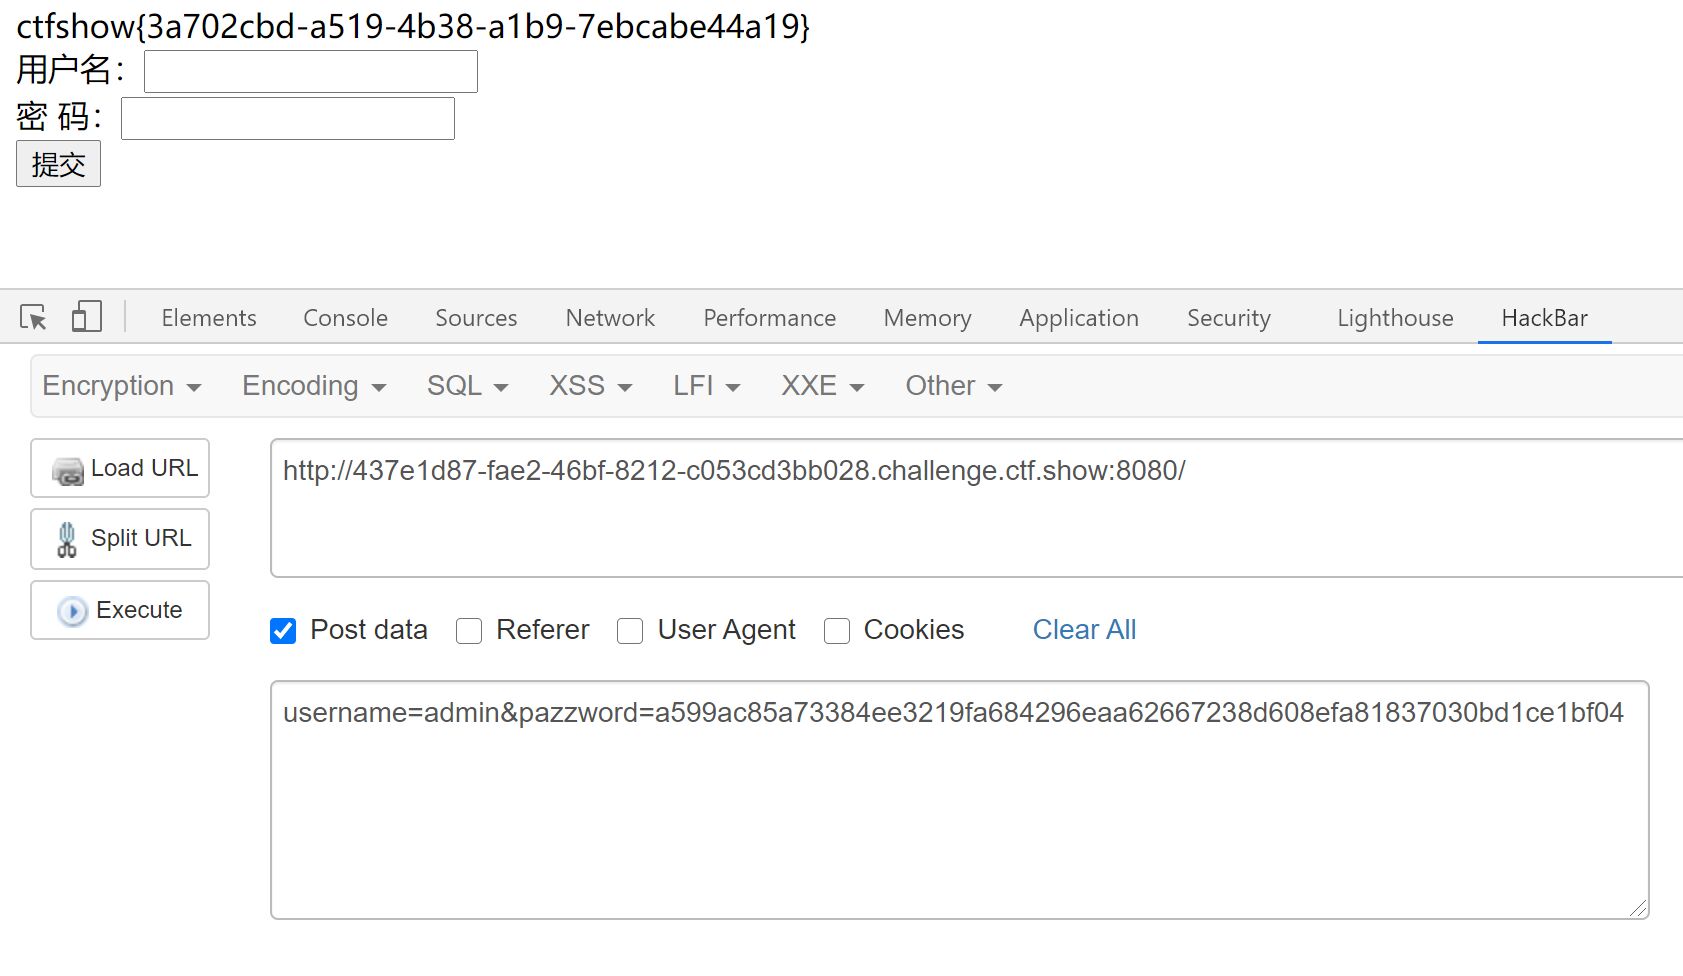 ctfshow{3a702cbd-a519-4b38-a1b9-7ebcabe44a19}
用户名：
密 码：
提交
Elements Console Sources Network Performance Memory Application Security Lighthouse HackBar
Encryption Encoding SQL XSS LFI XXE Other
Load URL
http://437e1d87-fae2-46bf-8212-c053cd3bb028.challenge.ctf.show:8080/
Split URL
Execute
Post data Referer User Agent Cookies Clear All
username=admin&pazzword=a599ac85a73384ee3219fa684296eaa62667238d608efa81837030bd1ce1bf04